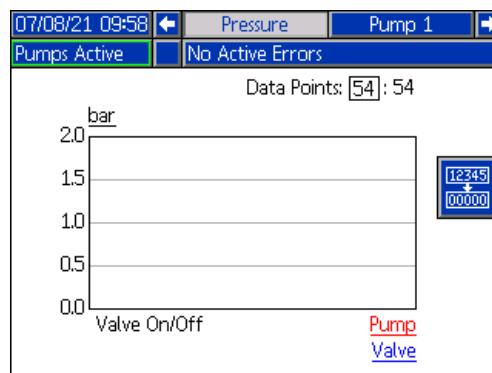 07/08/21 09:58 Pressure Pump 1
Pumps Active No Active Errors
Data Points: 54 : 54
bar
2.0
1.5
1.0
0.5
0.0
12345
00000
Valve On/Off Pump
Valve